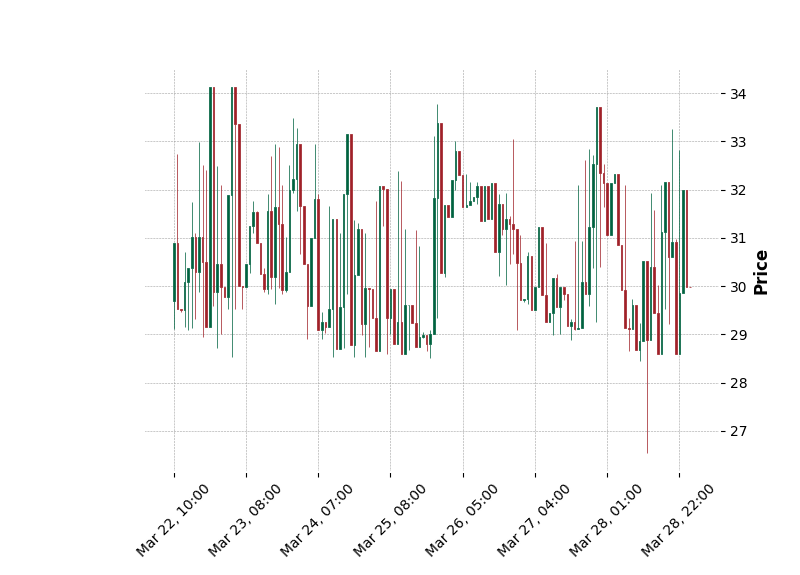 34
33
32
31
30
29
28
27
Price
Mar 22, 10:00
Mar 23, 08:00
Mar 24, 07:00
Mar 25, 08:00
Mar 26, 05:00
Mar 27, 04:00
Mar 28, 01:00
Mar 28, 22:00